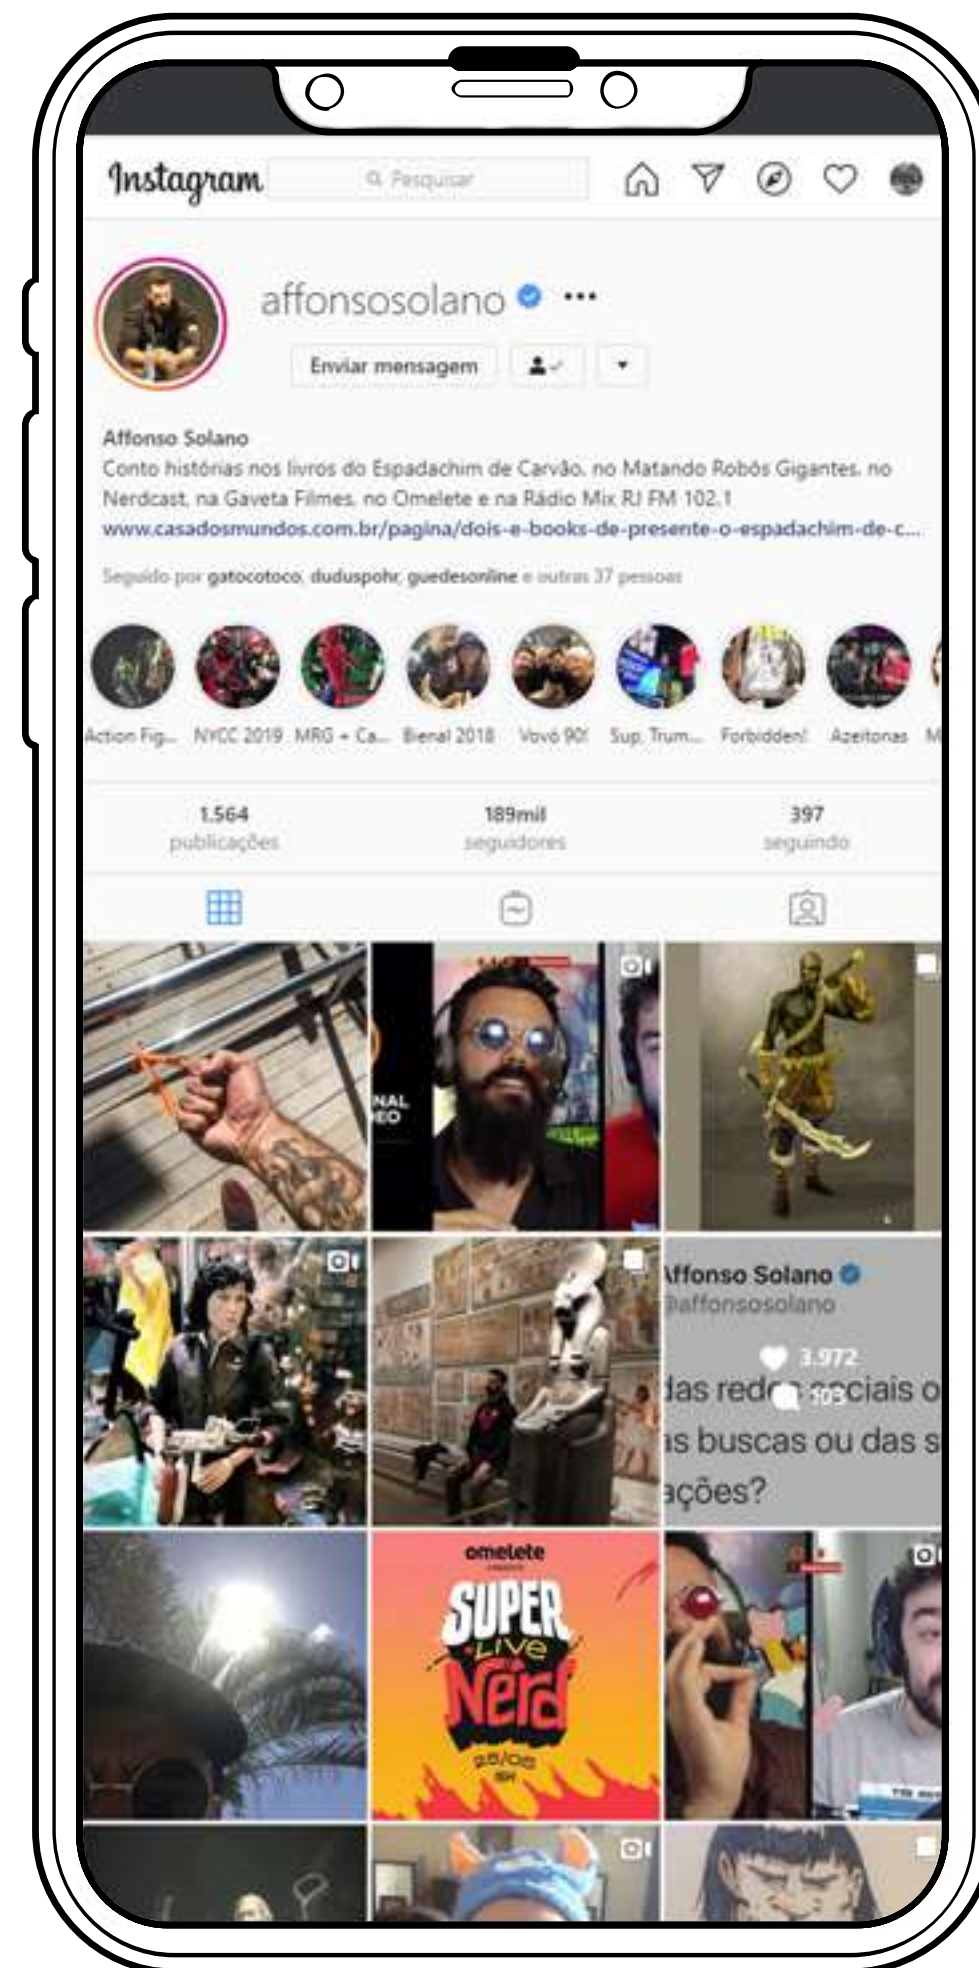 Instagram
Pesquisar
affonsosolano
Enviar mensagem
Affonso Solano
Conto histórias nos livros do Espadachim de Carvão, no Matando Robôs Gigantes, no
Nerdcast, na Gaveta Filmes, no Omelete e na Rádio Mix RJ FM 102.1
www.casadosmundos.com.br/pagina/dois-e-books-de-presente-o-espadachim-de-c...
Seguido por gatocotoco, duduspohr, guedesonline e outras 37 pessoas
Action Fig... NYCC 2019 MRG + Ca... Bienal 2018 Vovó 90! Sup, Trum... Forbidden! Azeitonas M
1.564 189mil 397
publicações seguidores seguindo
NAL
Affonso Solano
@affonsosolano
3.972
das redes sociais o
as buscas ou das s
ações?
omelete
SUPER
LIVE
Nerd